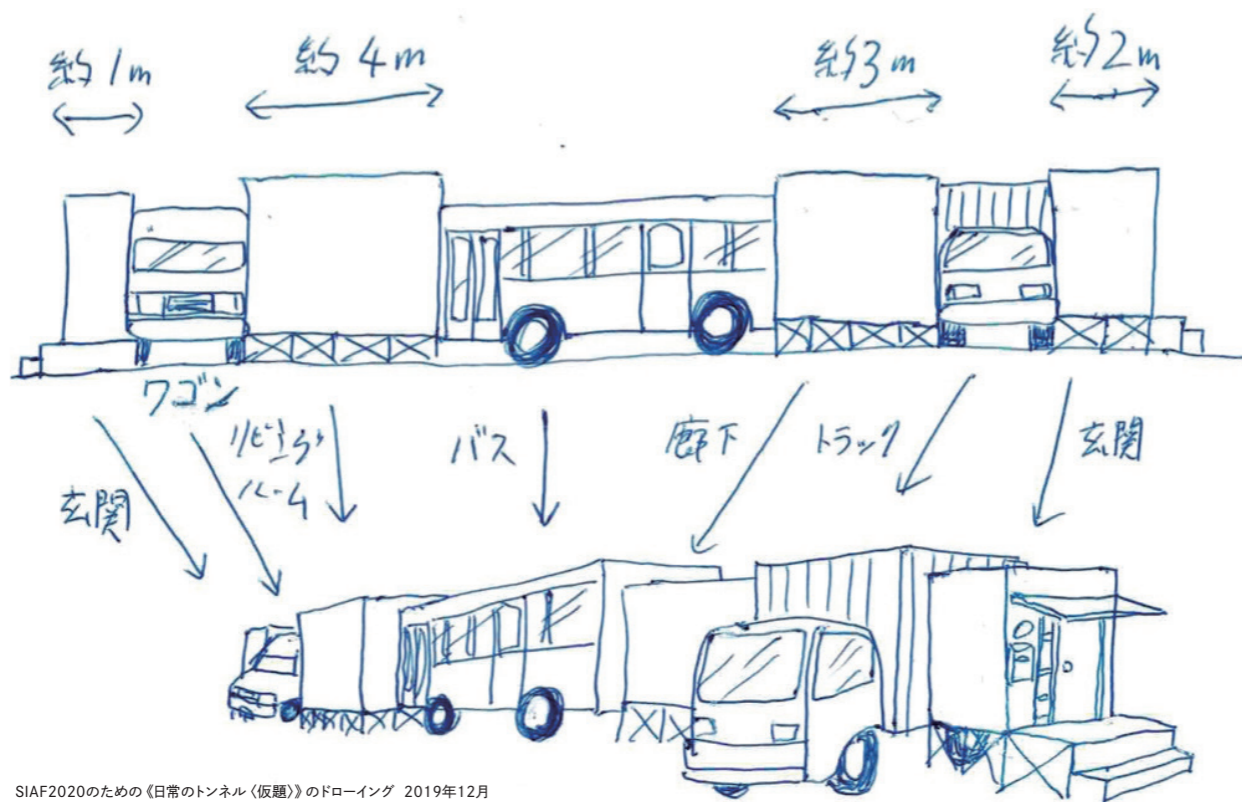 約1m
約4m
約3m
約2m
ワゴン
玄関
リビング
ルーム
バス
廊下
トラック
玄関
SIAF2020のための《日常のトンネル〈仮題〉》のドローイング 2019年12月